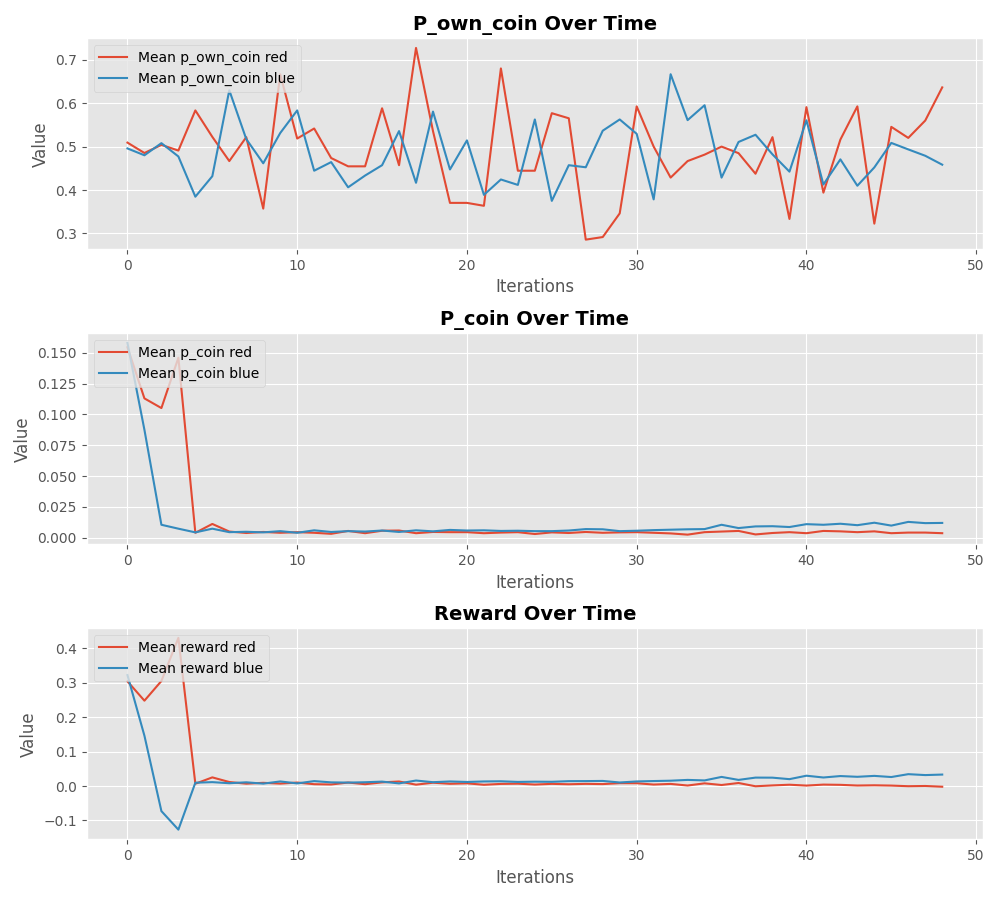 P_own_coin Over Time
Mean p_own_coin red
Mean p_own_coin blue
Value
0.7
0.6
0.5
0.4
0.3
0 10 20 30 40 50
Iterations
P_coin Over Time
Mean p_coin red
Mean p_coin blue
Value
0.150
0.125
0.100
0.075
0.050
0.025
0.000
0 10 20 30 40 50
Iterations
Reward Over Time
Mean reward red
Mean reward blue
Value
0.4
0.3
0.2
0.1
0.0
−0.1
0 10 20 30 40 50
Iterations